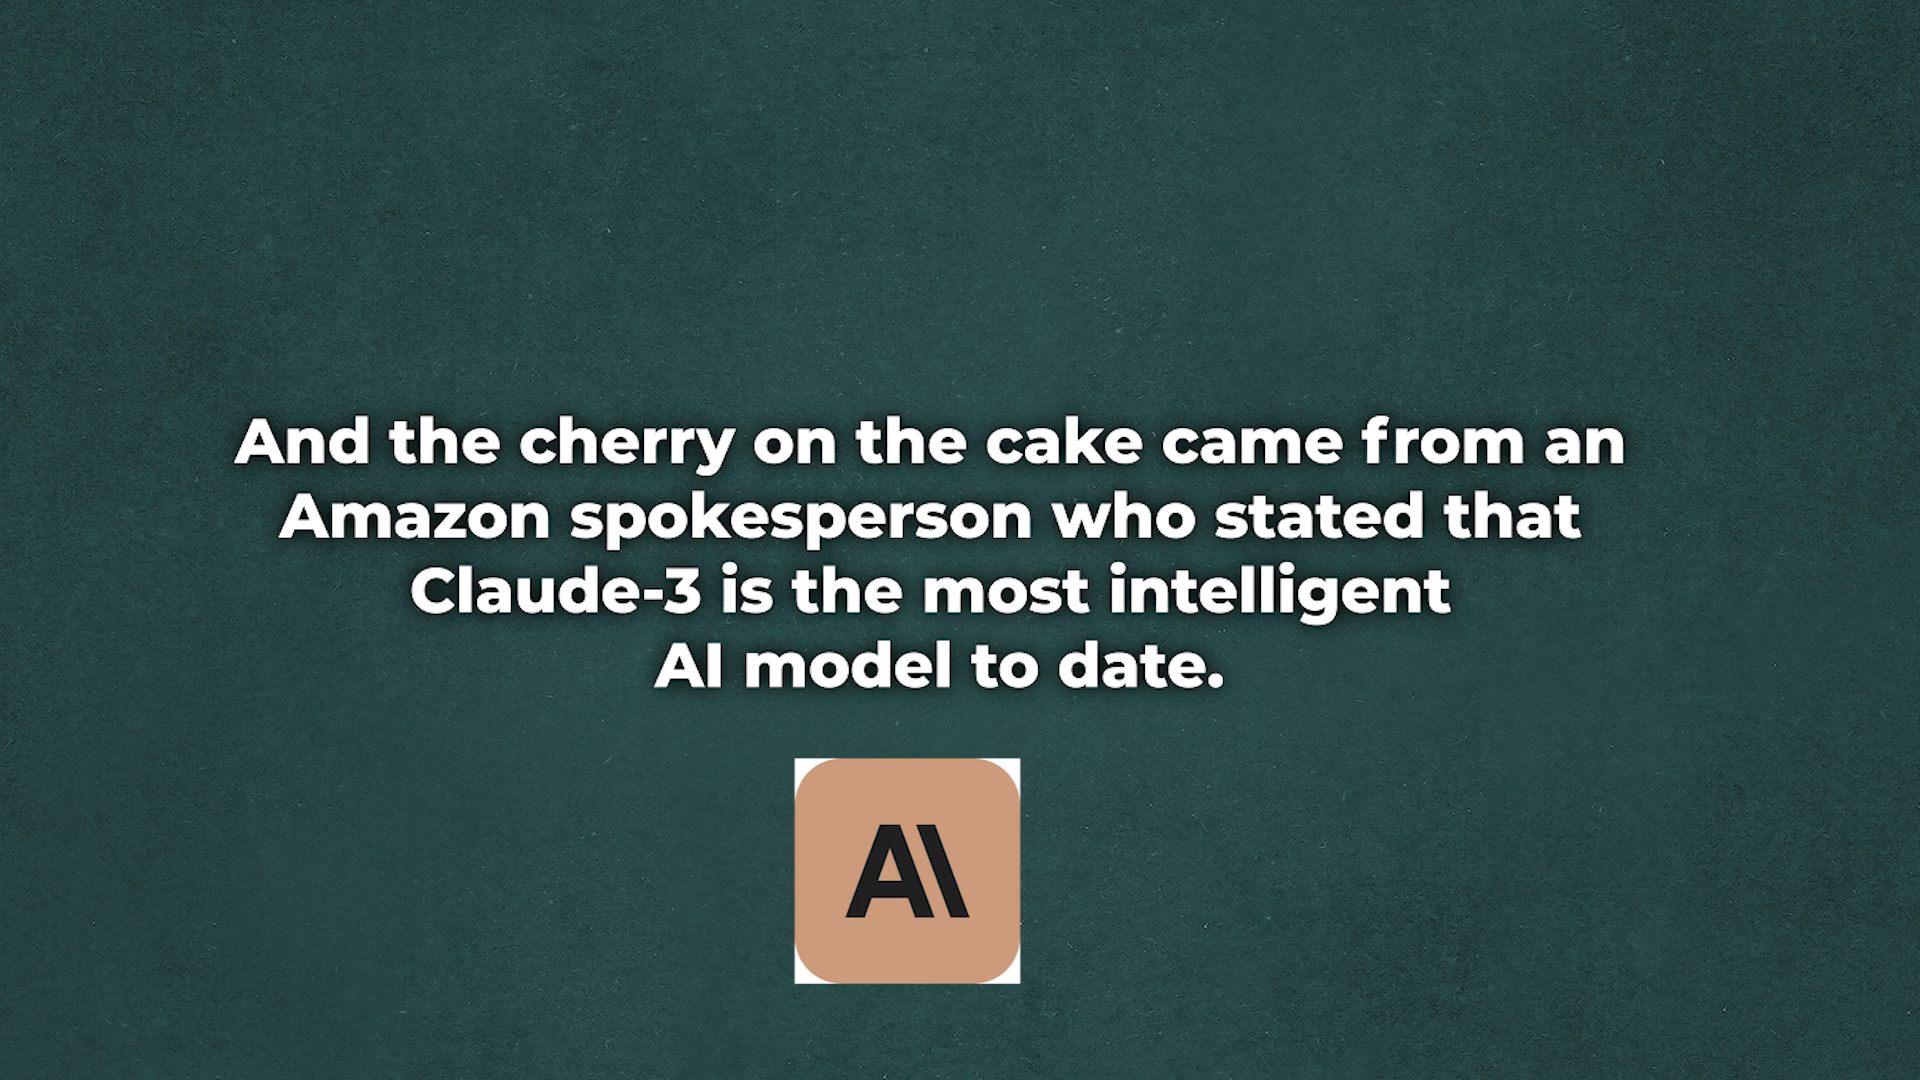 And the cherry on the cake came from an
Amazon spokesperson who stated that
Claude-3 is the most intelligent
AI model to date.
A\